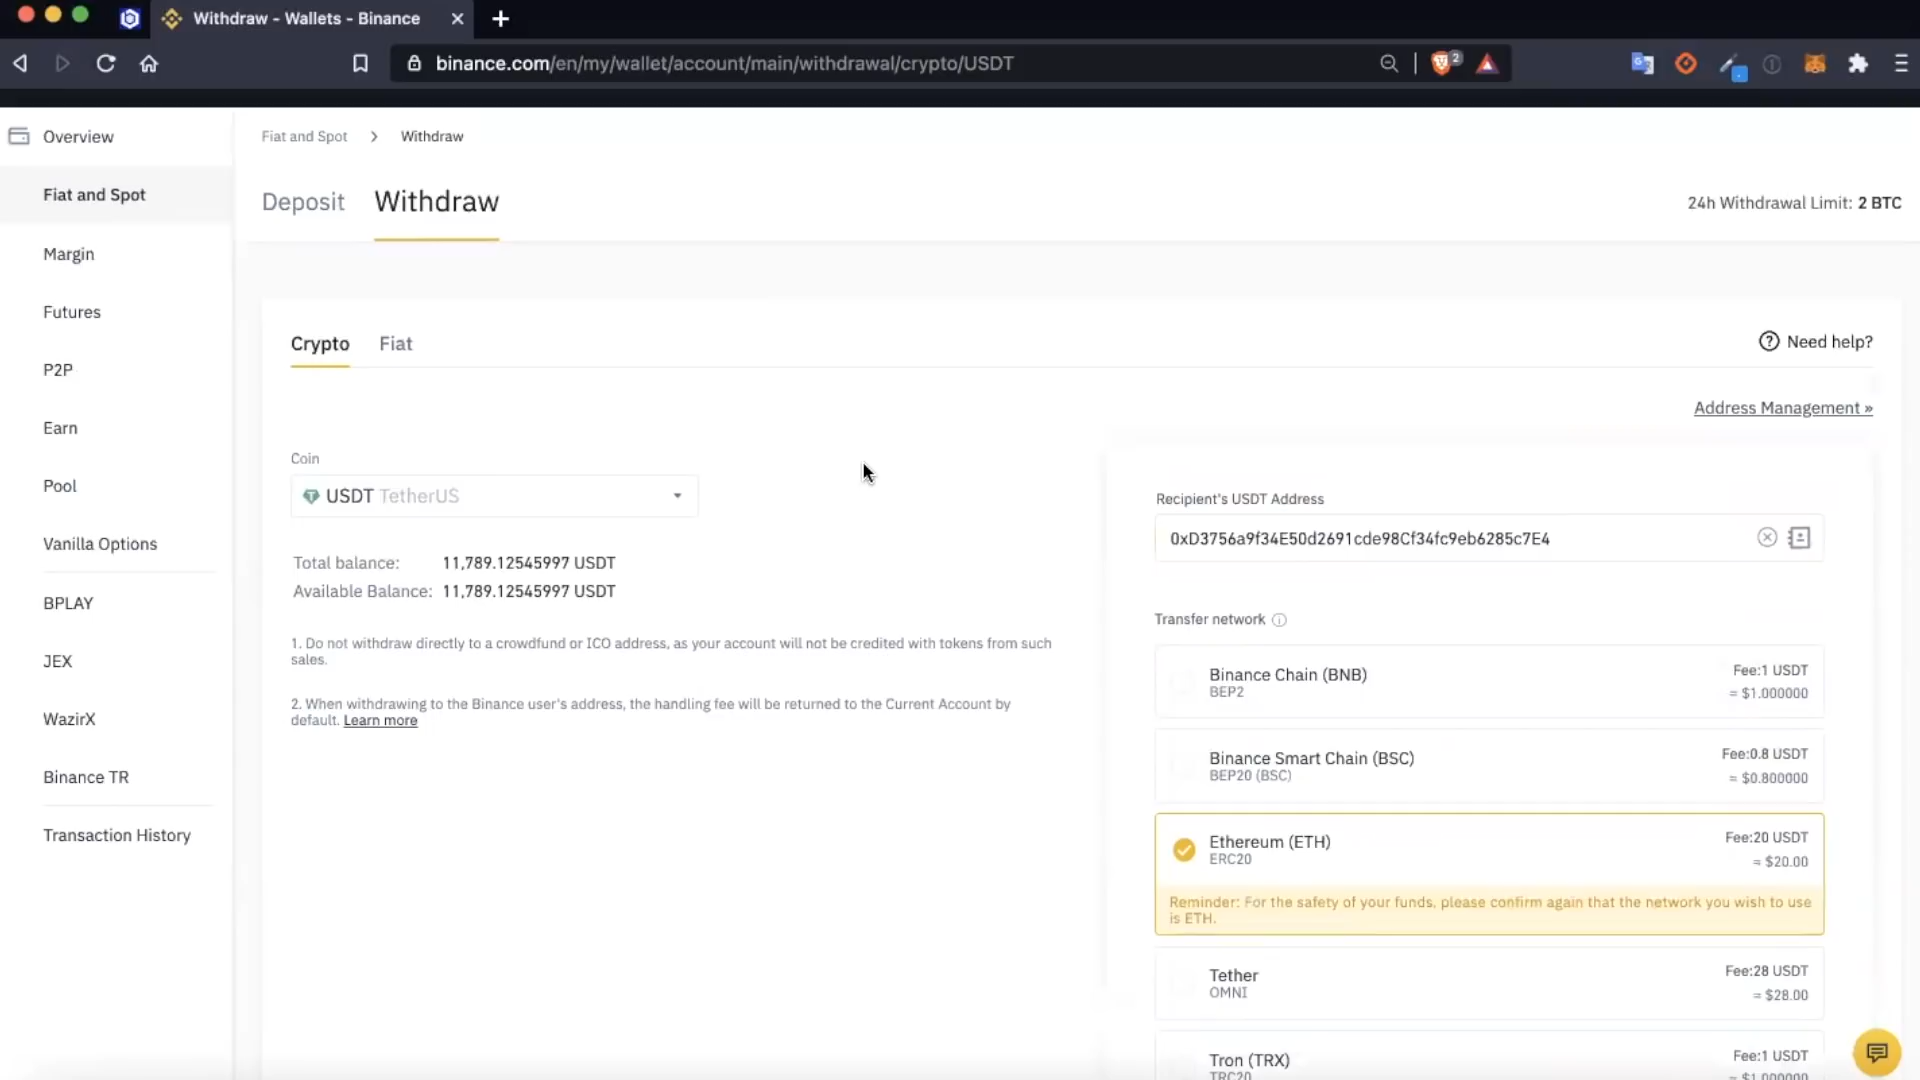 Withdraw - Wallets - Binance
binance.com/en/my/wallet/account/main/withdrawal/crypto/USDT
2
Overview
Fiat and Spot
Margin
Futures
P2P
Earn
Pool
Vanilla Options
BPLAY
JEX
WazirX
Binance TR
Transaction History
Fiat and Spot > Withdraw
Deposit Withdraw
24h Withdrawal Limit: 2 BTC
Crypto Fiat
Need help?
Address Management »
Coin
USDT TetherUS
Total balance: 11,789.12545997 USDT
Available Balance: 11,789.12545997 USDT
1. Do not withdraw directly to a crowdfund or ICO address, as your account will not be credited with tokens from such
sales.
2. When withdrawing to the Binance user's address, the handling fee will be returned to the Current Account by
default. Learn more
Recipient's USDT Address
0xD3756a9f34E50d2691cde98Cf34fc9eb6285c7E4
Transfer network
Binance Chain (BNB) Fee:1 USDT
BEP2 ≈ $1.000000
Binance Smart Chain (BSC) Fee:0.8 USDT
BEP20 (BSC) ≈ $0.800000
Ethereum (ETH) Fee:20 USDT
ERC20 ≈ $20.00
Reminder: For the safety of your funds, please confirm again that the network you wish to use
is ETH.
Tether Fee:28 USDT
OMNI ≈ $28.00
Tron (TRX) Fee:1 USDT
TRC20 ≈ $1.000000